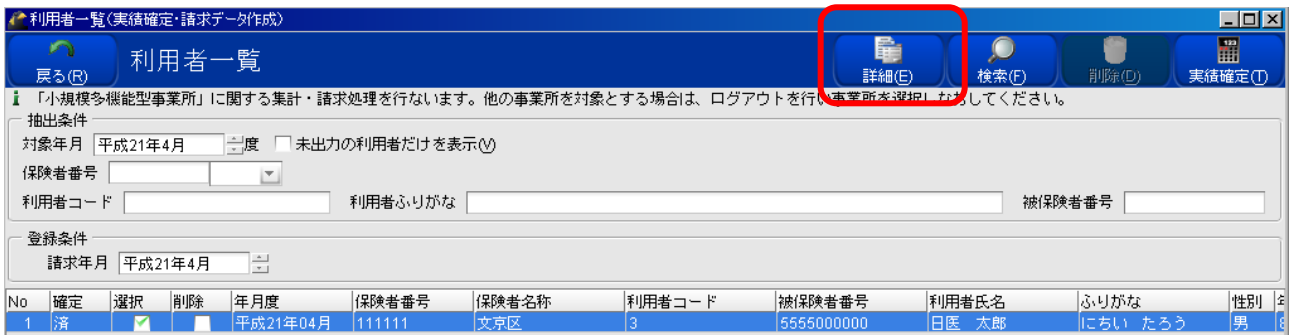 利用者一覧(実績確定・請求データ作成)
戻る(R) 利用者一覧 詳細(E) 検索(F) 削除(D) 実績確定(T)
i 「小規模多機能型事業所」に関する集計・請求処理を行ないます。他の事業所を対象とする場合は、ログアウトを行い事業所を選択しなおしてください。
抽出条件
対象年月 平成21年4月 度 未出力の利用者だけを表示(V)
保険者番号
利用者コード 利用者ふりがな 被保険者番号
登録条件
請求年月 平成21年4月
No 確定 選択 削除 年月度 保険者番号 保険者名称 利用者コード 被保険者番号 利用者氏名 ふりがな 性別
1 済 平成21年04月 111111 文京区 3 5555000000 日医 太郎 にちい たろう 男